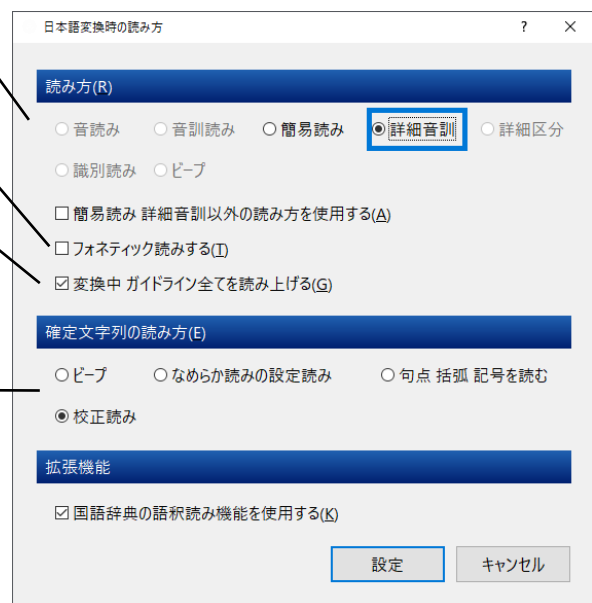 日本語変換時の読み方 ? ×
読み方(R)
音読み 音訓読み 簡易読み 詳細音訓 詳細区分
識別読み ビープ
簡易読み 詳細音訓以外の読み方を使用する(A)
フォネティック読みする(T)
変換中 ガイドライン全てを読み上げる(G)
確定文字列の読み方(E)
ビープ なめらか読みの設定読み 句点 括弧 記号を読む
校正読み
拡張機能
国語辞典の語釈読み機能を使用する(K)
設定 キャンセル